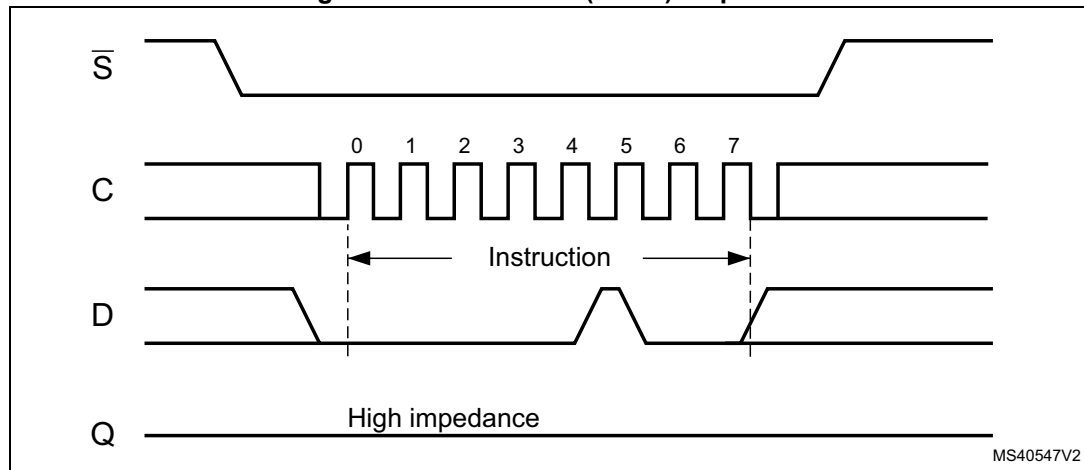 S̅
0 1 2 3 4 5 6 7
C
Instruction
D
High impedance
Q
MS40547V2